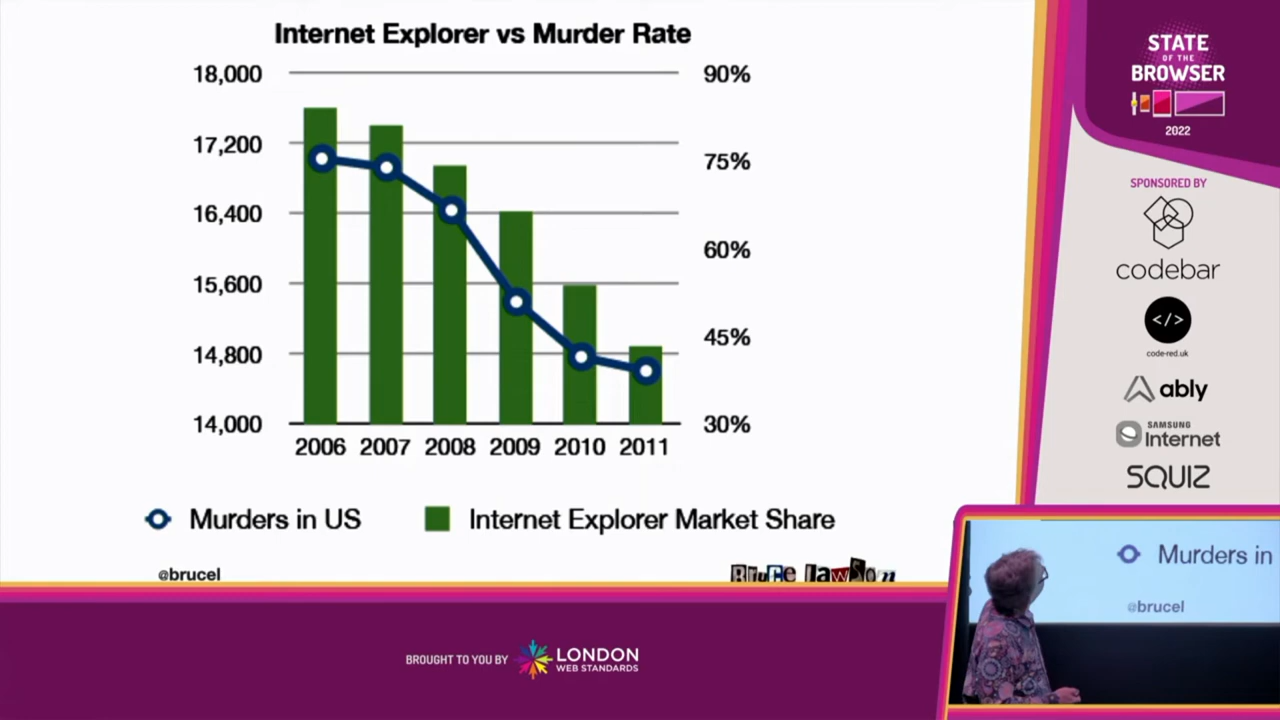 Internet Explorer vs Murder Rate
18,000
90%
17,200
75%
16,400
60%
15,600
45%
14,800
14,000
30%
2006 2007 2008 2009 2010 2011
Murders in US
Internet Explorer Market Share
@brucel
Bruce Lawson
STATE
OF THE
BROWSER
2022
SPONSORED BY
codebar
</>
code-red.uk
ably
SAMSUNG
Internet
SQUIZ
Murders in
@brucel
BROUGHT TO YOU BY
LONDON
WEB STANDARDS